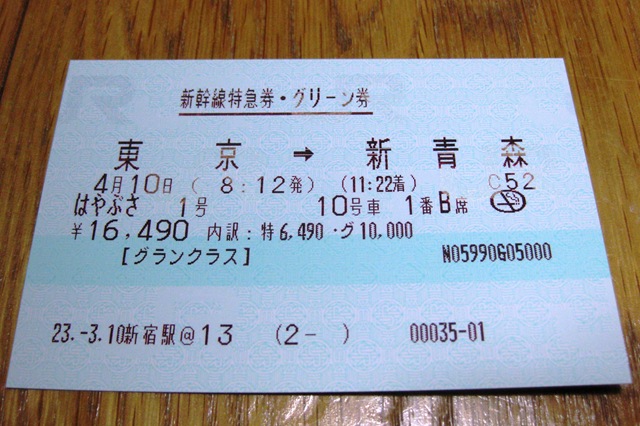 新幹線特急券・グリーン券
東京 → 新青森
4月10日 ( 8:12発) (11:22着) C52
はやぶさ 1号 10号車 1番B席
¥16,490 内訳:特6,490・グ10,000
[グランクラス] NO5990G05000
23.-3.10新宿駅@13 (2- ) 00035-01